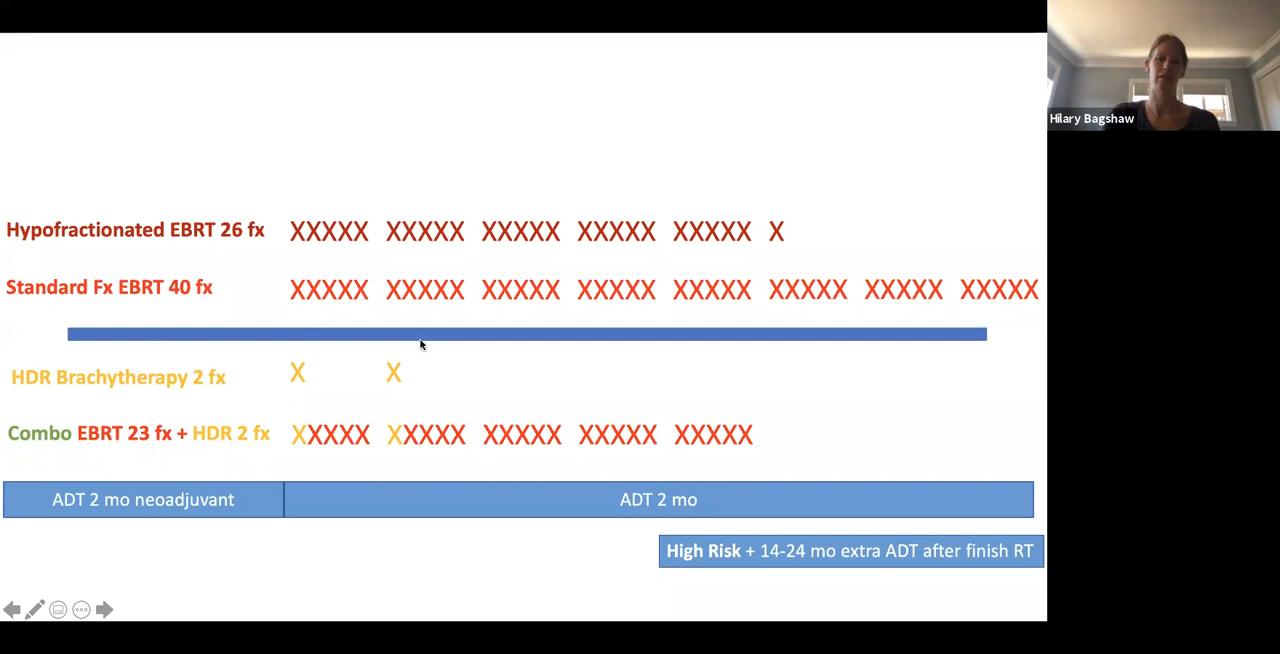 Hypofractionated EBRT 26 fx XXXXX XXXXX XXXXX XXXXX XXXXX X
Standard Fx EBRT 40 fx XXXXX XXXXX XXXXX XXXXX XXXXX XXXXX XXXXX XXXXX
HDR Brachytherapy 2 fx X X
Combo EBRT 23 fx + HDR 2 fx XXXXX XXXXX XXXXX XXXXX XXXXX
ADT 2 mo neoadjuvant ADT 2 mo
High Risk + 14-24 mo extra ADT after finish RT
Hilary Bagshaw